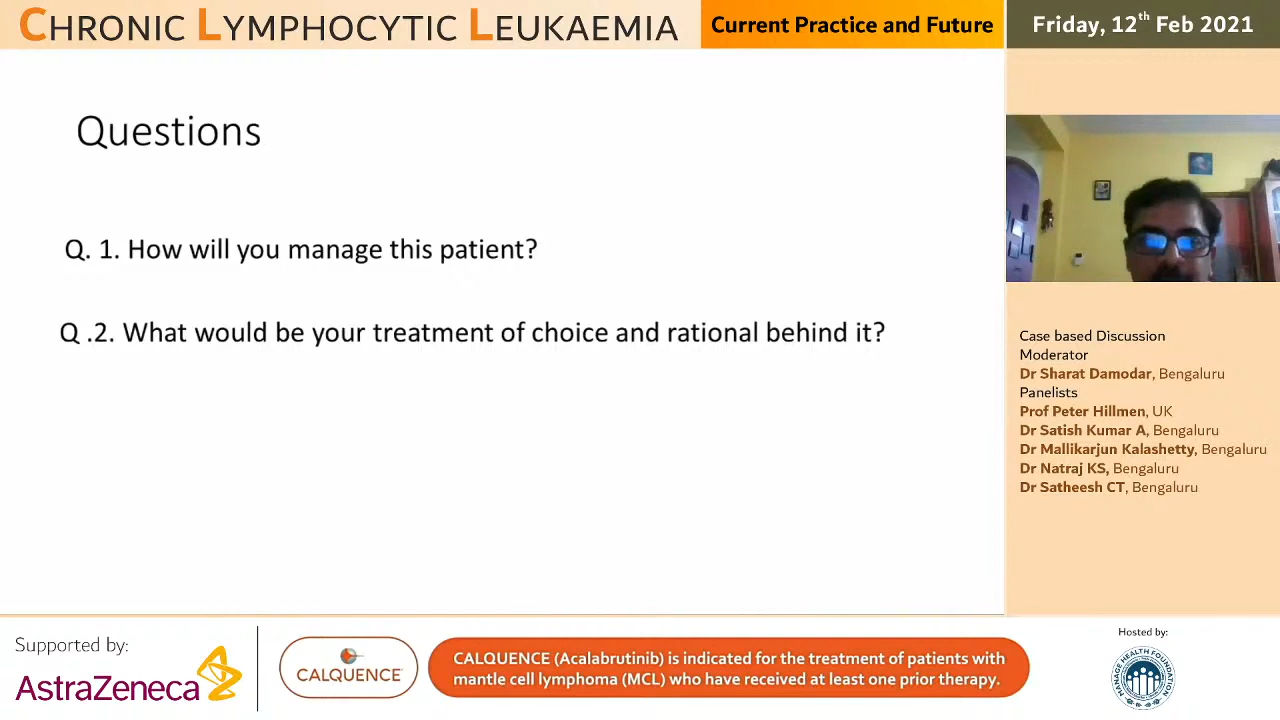 CHRONIC LYMPHOCYTIC LEUKAEMIA
Current Practice and Future
Friday, 12th Feb 2021
Questions
Q. 1. How will you manage this patient?
Q .2. What would be your treatment of choice and rational behind it?
Case based Discussion
Moderator
Dr Sharat Damodar, Bengaluru
Panelists
Prof Peter Hillmen, UK
Dr Satish Kumar A, Bengaluru
Dr Mallikarjun Kalashetty, Bengaluru
Dr Natraj KS, Bengaluru
Dr Satheesh CT, Bengaluru
Supported by:
AstraZeneca
CALQUENCE
CALQUENCE (Acalabrutinib) is indicated for the treatment of patients with
mantle cell lymphoma (MCL) who have received at least one prior therapy.
Hosted by:
MANAGE HEALTH FOUNDATION